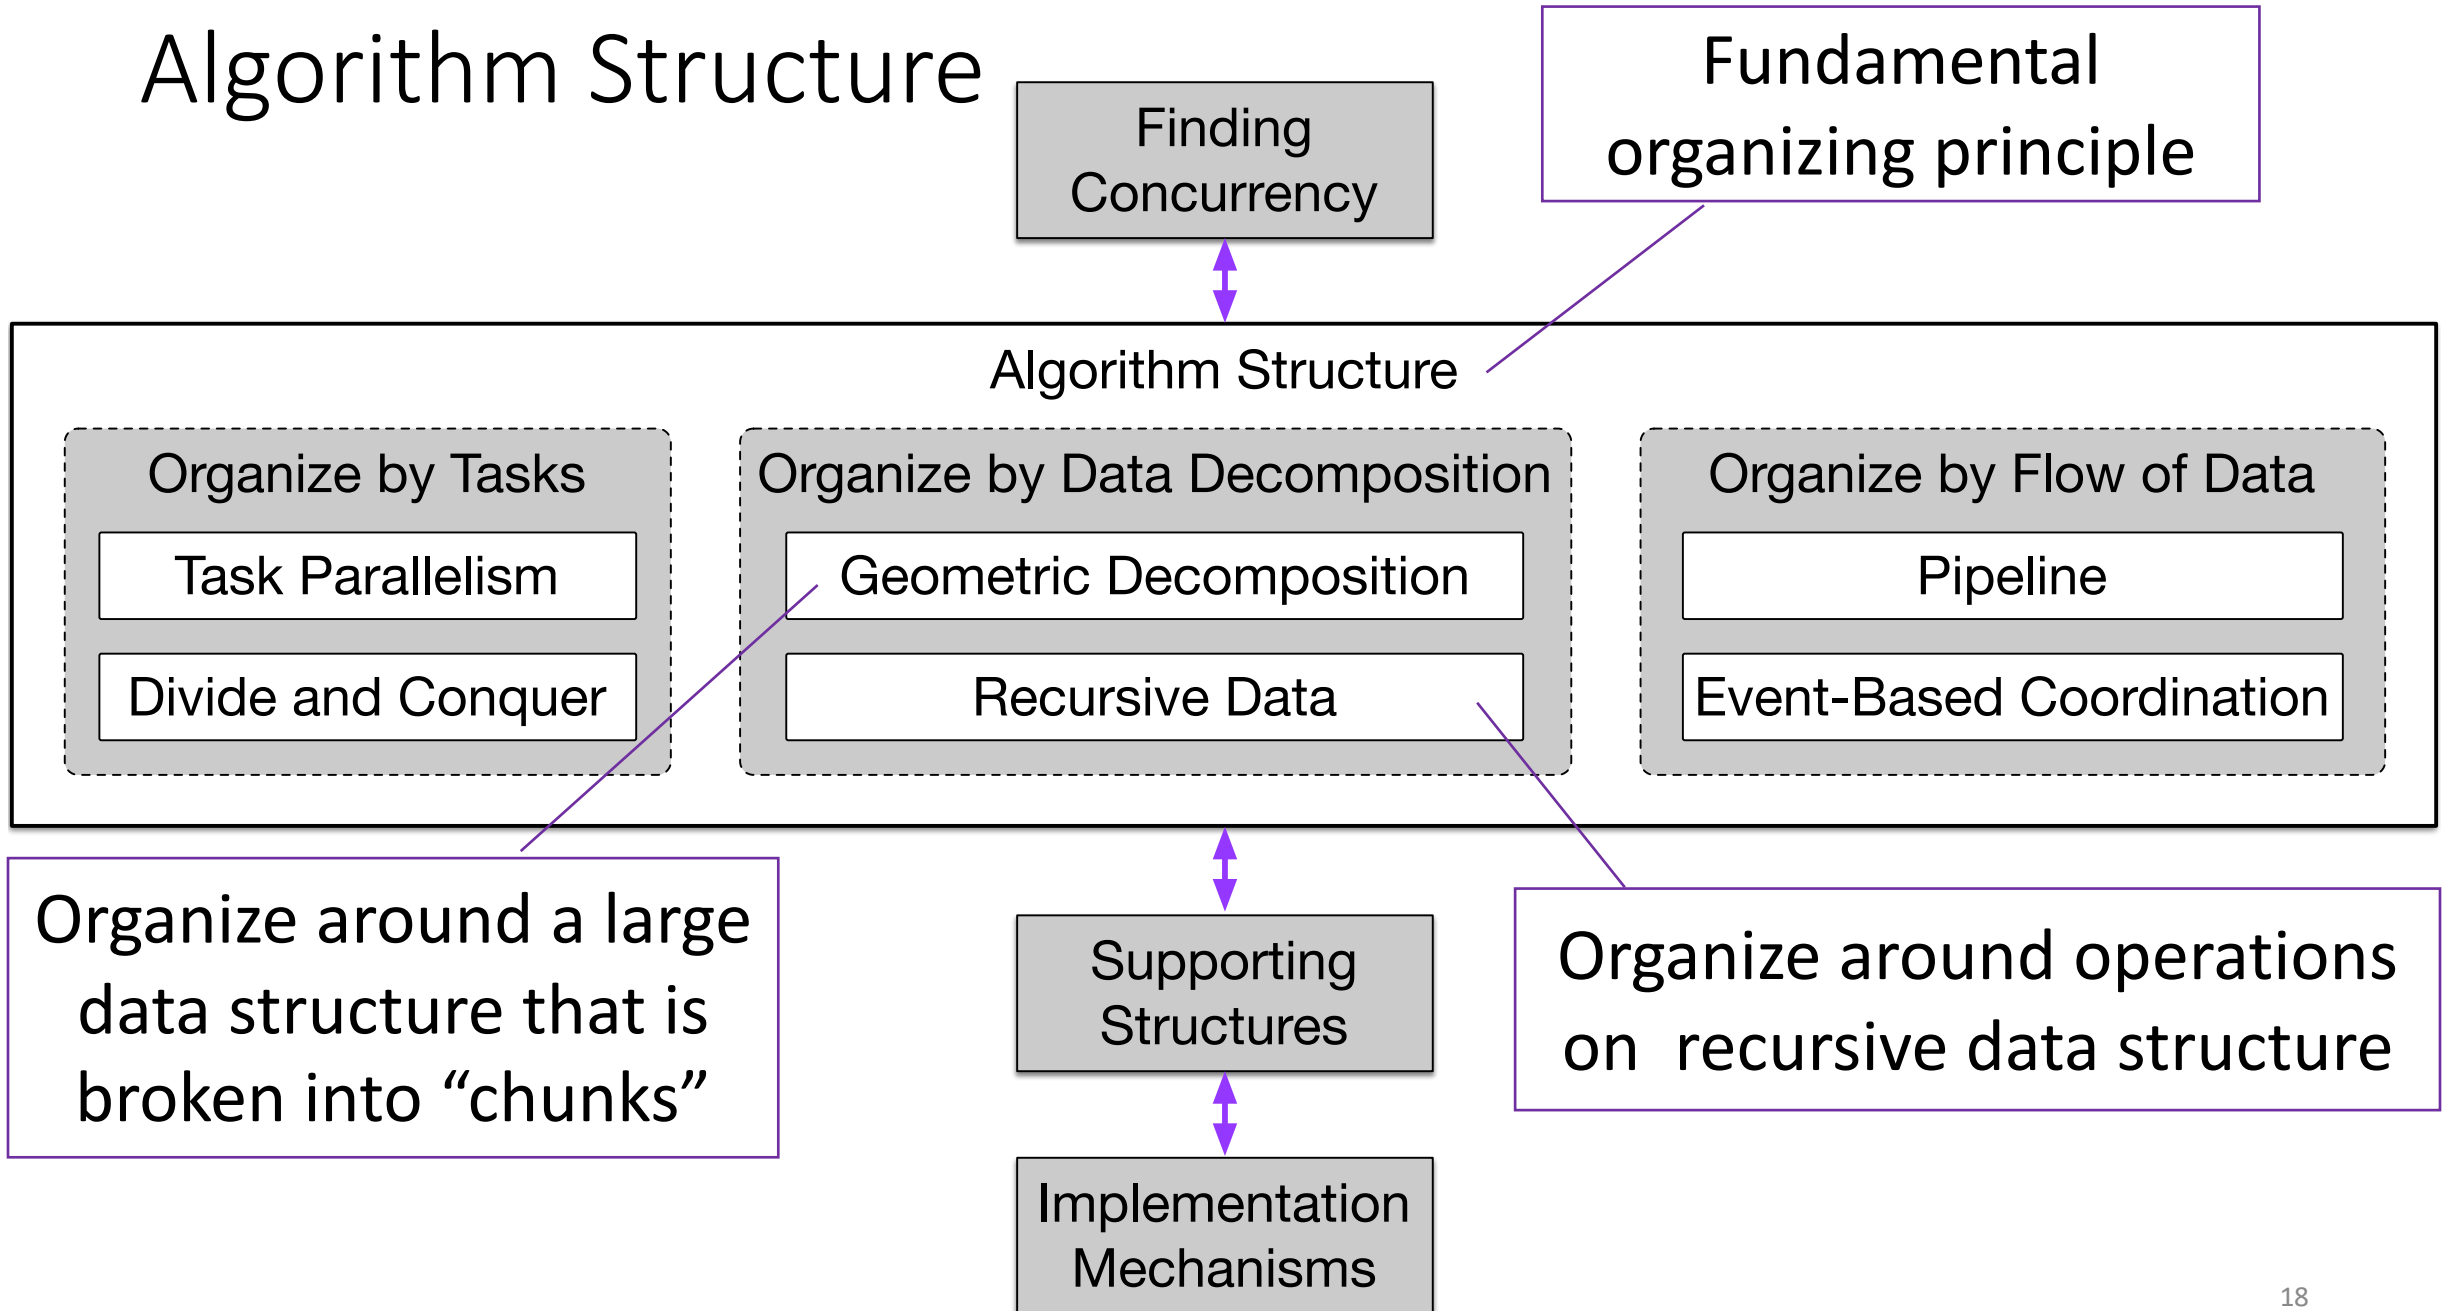 Algorithm Structure
Finding
Concurrency
Fundamental
organizing principle
Algorithm Structure
Organize by Tasks
Task Parallelism
Divide and Conquer
Organize by Data Decomposition
Geometric Decomposition
Recursive Data
Organize by Flow of Data
Pipeline
Event-Based Coordination
Organize around a large
data structure that is
broken into “chunks”
Supporting
Structures
Organize around operations
on  recursive data structure
Implementation
Mechanisms
18